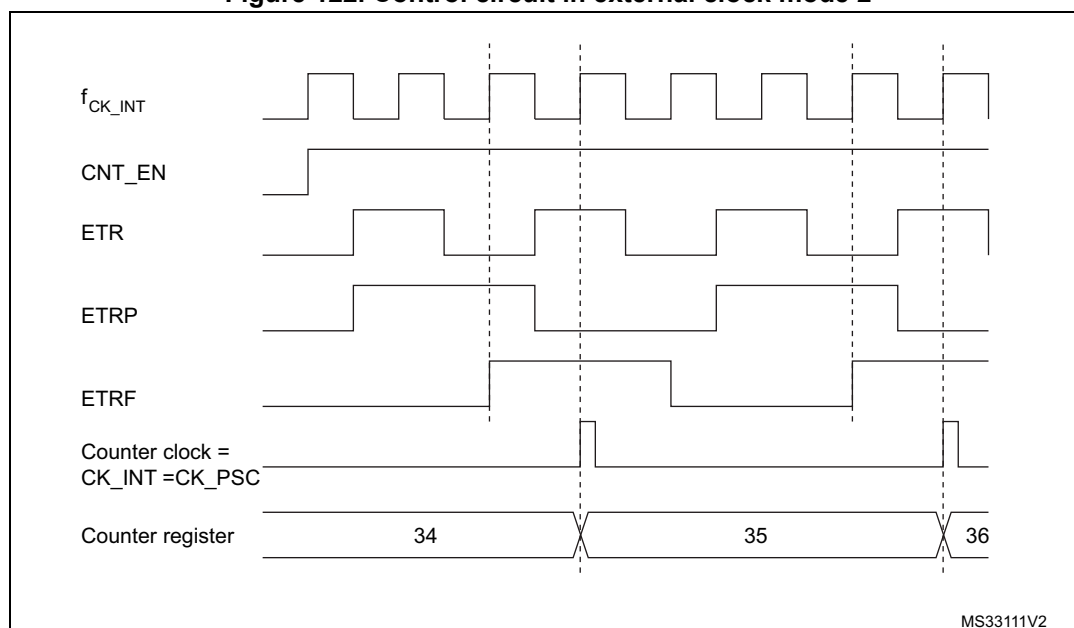 Figure 122. Control circuit in external clock mode 2
fCK_INT
CNT_EN
ETR
ETRP
ETRF
Counter clock =
CK_INT =CK_PSC
Counter register
34
35
36
MS33111V2